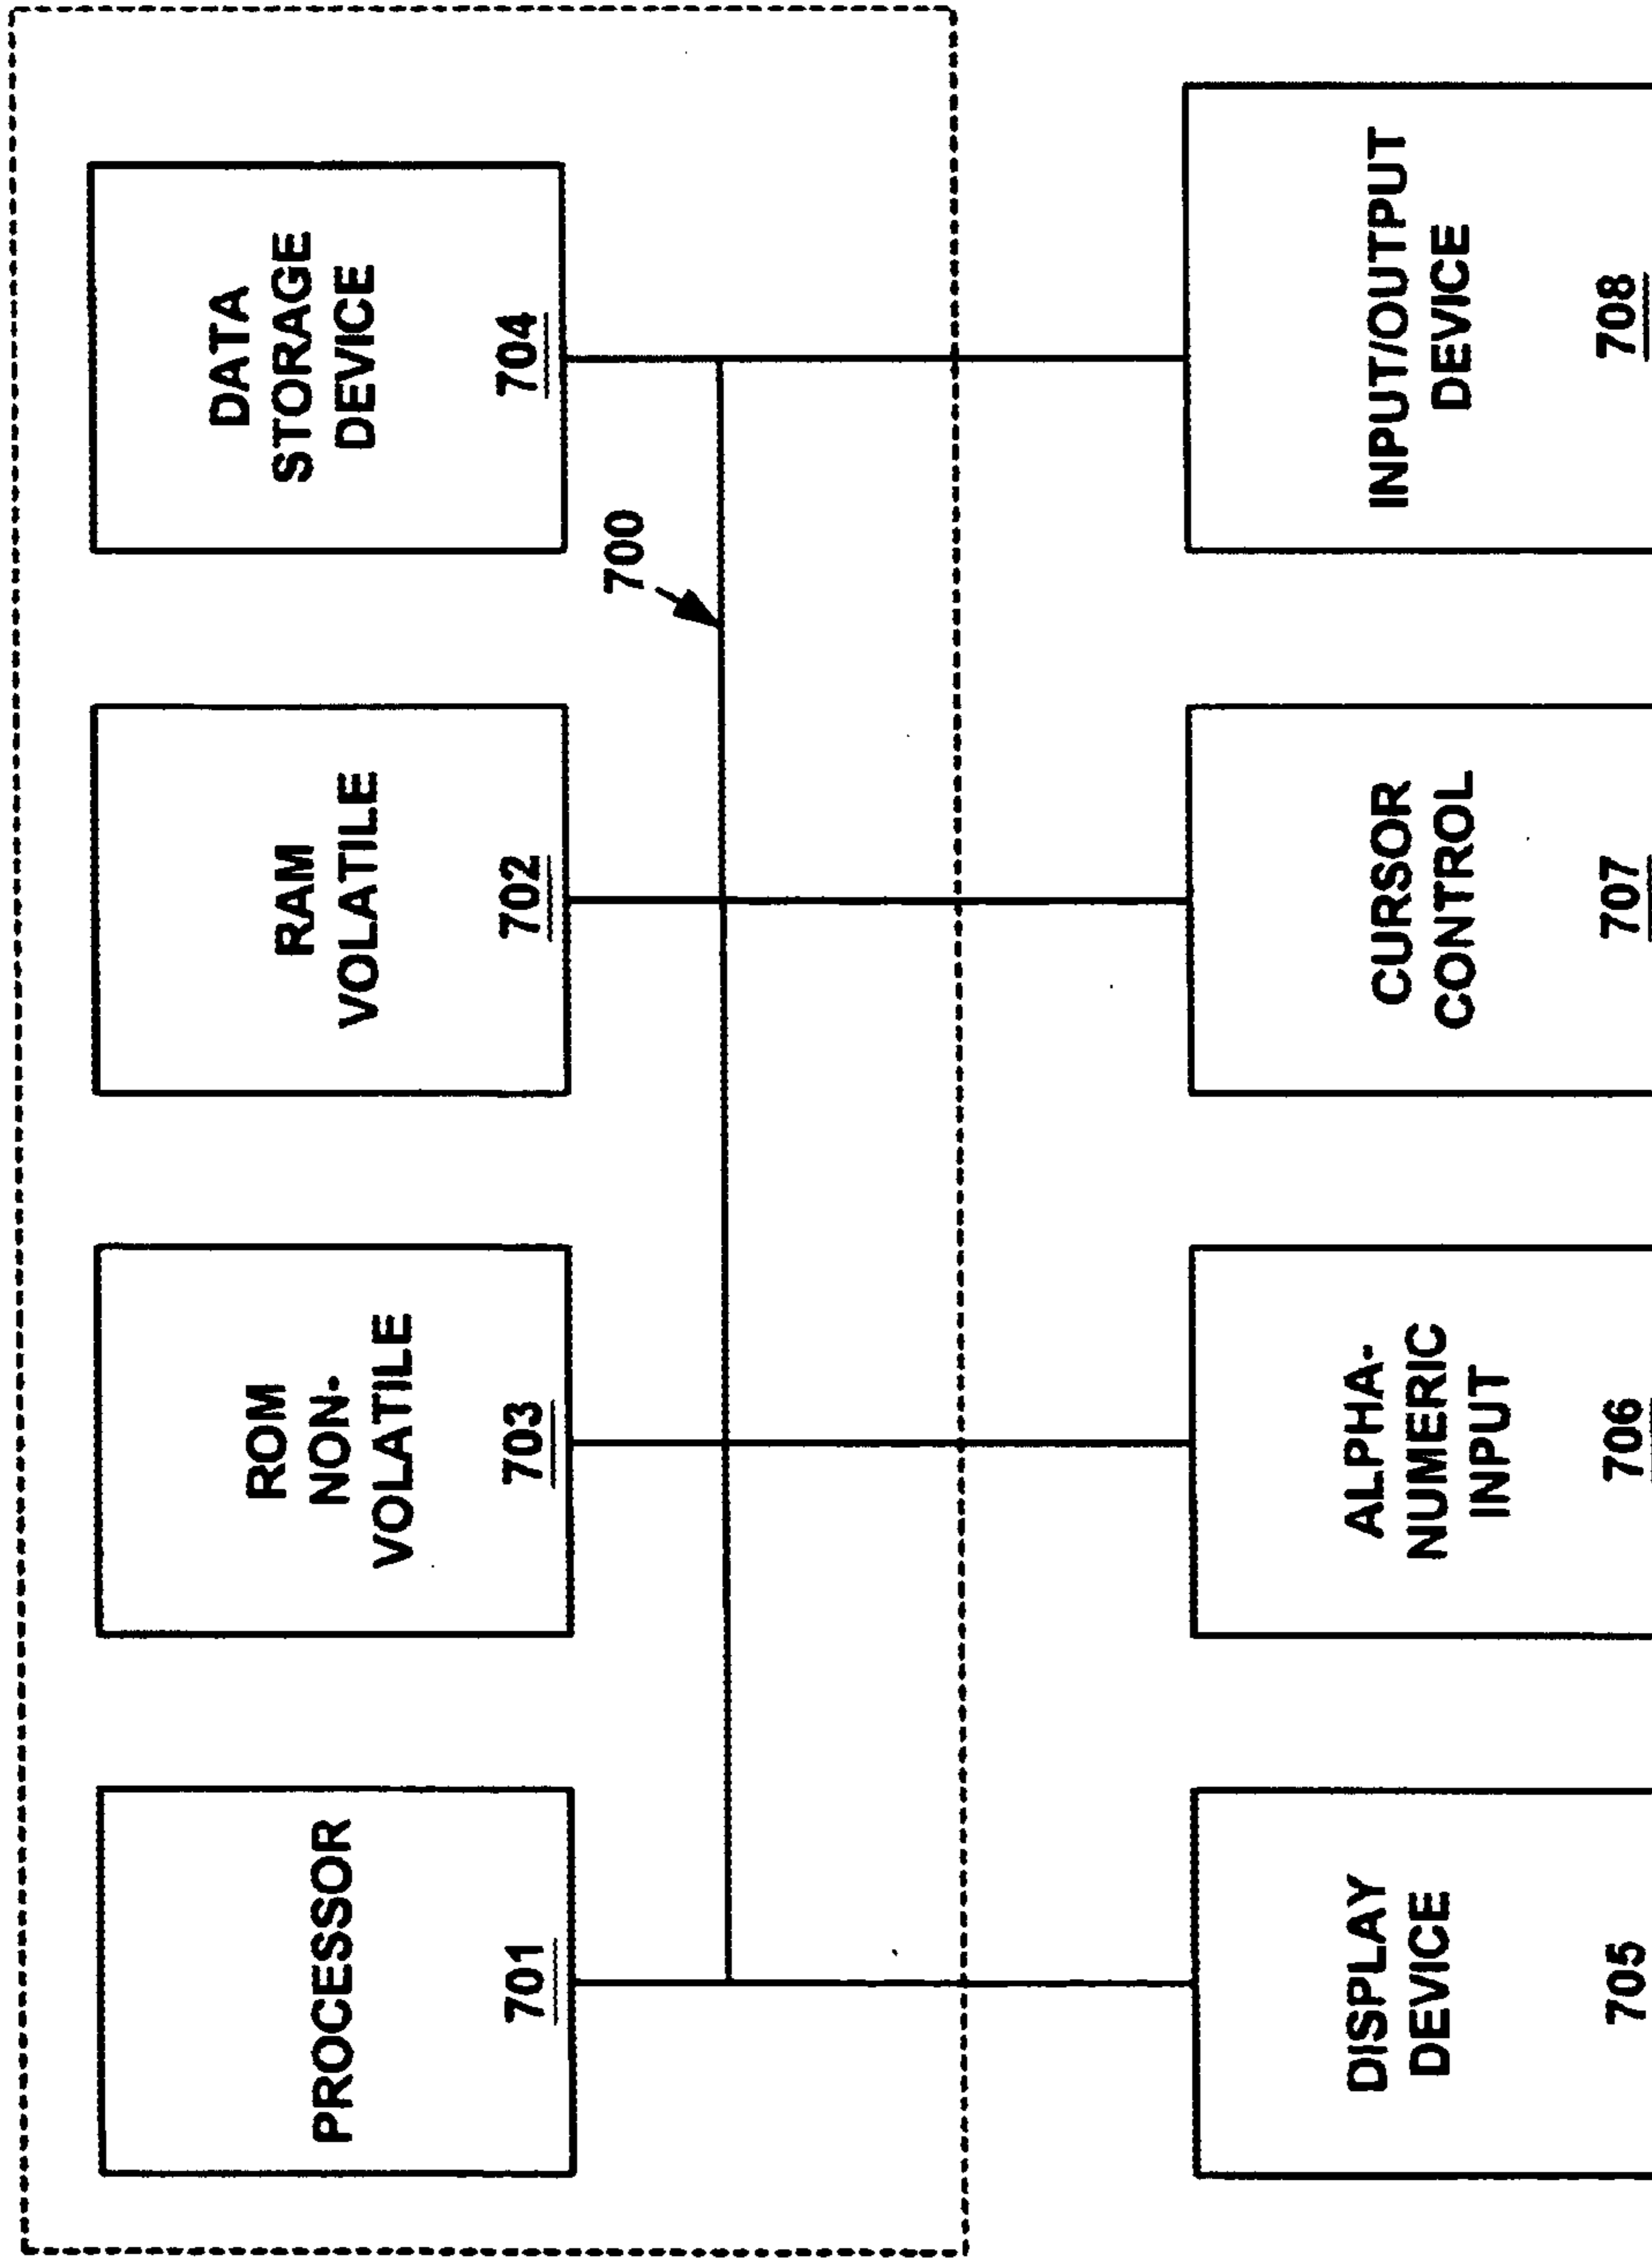 PROCESSOR
701
ROM
NON-
VOLATILE
703
RAM
VOLATILE
702
DATA
STORAGE
DEVICE
704
700
DISPLAY
DEVICE
705
ALPHA-
NUMERIC
INPUT
706
CURSOR
CONTROL
707
INPUT/OUTPUT
DEVICE
708